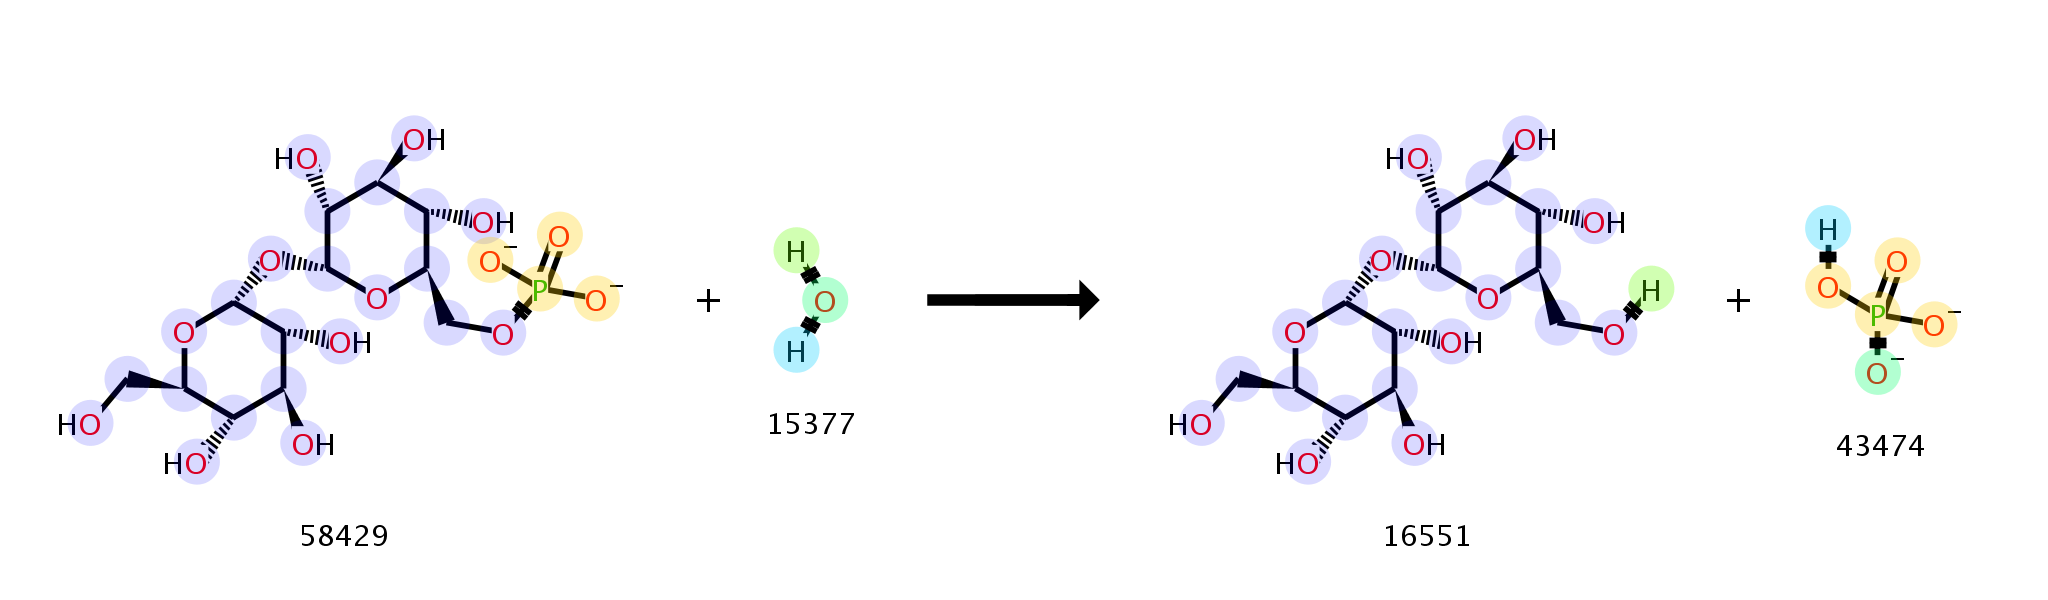 HO OH
OH
O⁻ O
P O⁻
O
O O
O OH
HO
HO OH
58429
+
H
O
H
15377
HO OH
OH
O
O H
O
O OH
HO
HO OH
16551
+
H
O O
P O⁻
O⁻
43474